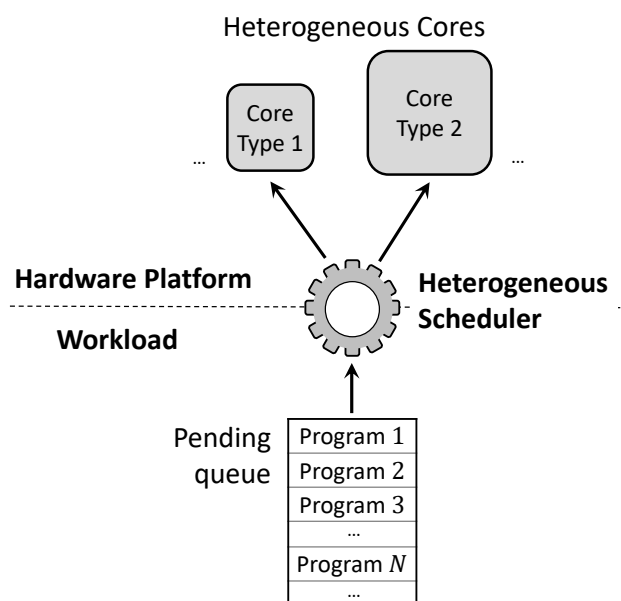 Heterogeneous Cores
Core
Type 1
Core
Type 2
...
...
Hardware Platform
Heterogeneous
Scheduler
Workload
Pending
queue
Program 1
Program 2
Program 3
...
Program N
...